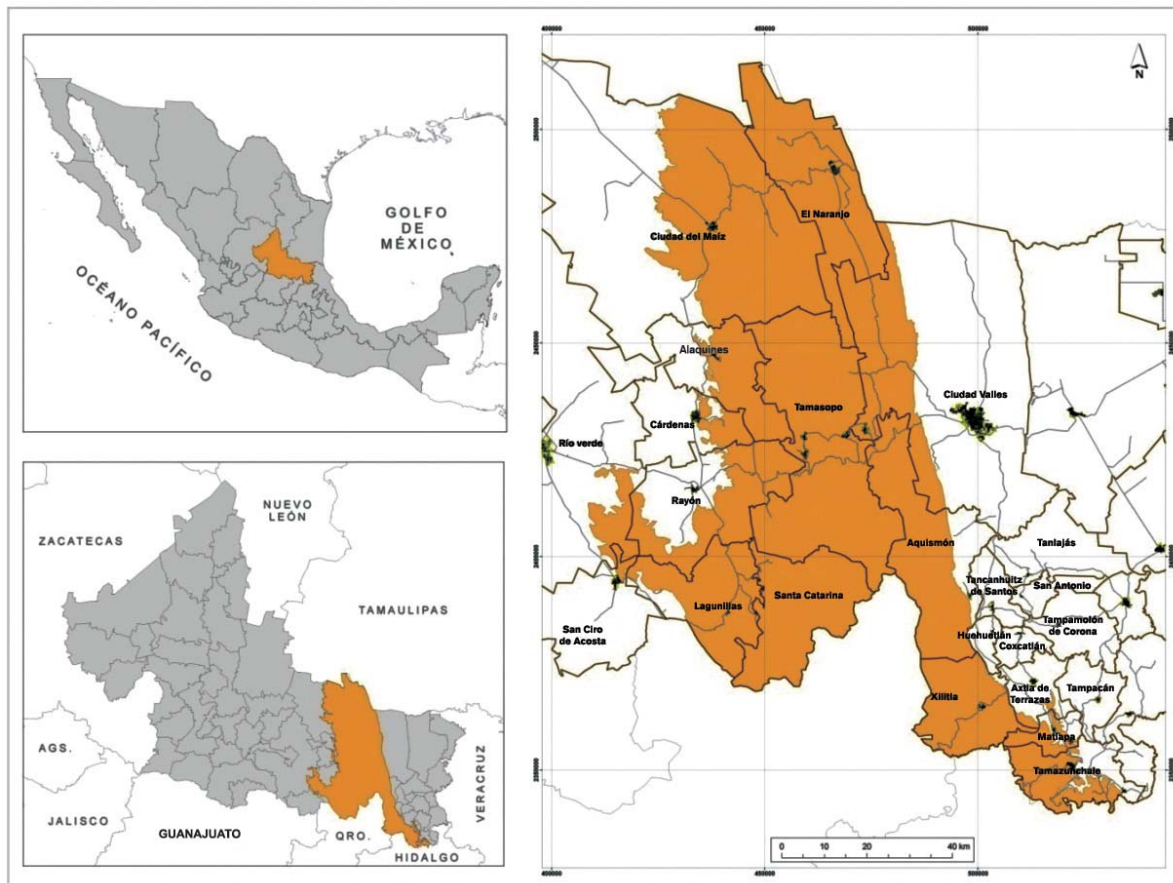 GOLFO
DE
MÉXICO
OCÉANO PACÍFICO
NUEVO
LEÓN
ZACATECAS
TAMAULIPAS
AGS.
VERACRUZ
JALISCO
GUANAJUATO
QRO.
HIDALGO
400000
450000
500000
N
El Naranjo
Ciudad del Maíz
Alaquines
Ciudad Valles
Tamasopo
Cárdenas
Río verde
Rayón
Aquismón
Tanlajás
Tancanhuitz
de Santos
San Antonio
Lagunillas
Santa Catarina
Tampamolón
de Corona
San Ciro
de Acosta
Huehuetlán
Coxcatlán
Xilitla
Axtla de
Terrazas
Tampacán
Matlapa
Tamazunchale
0 10 20 40 km
400000
450000
500000